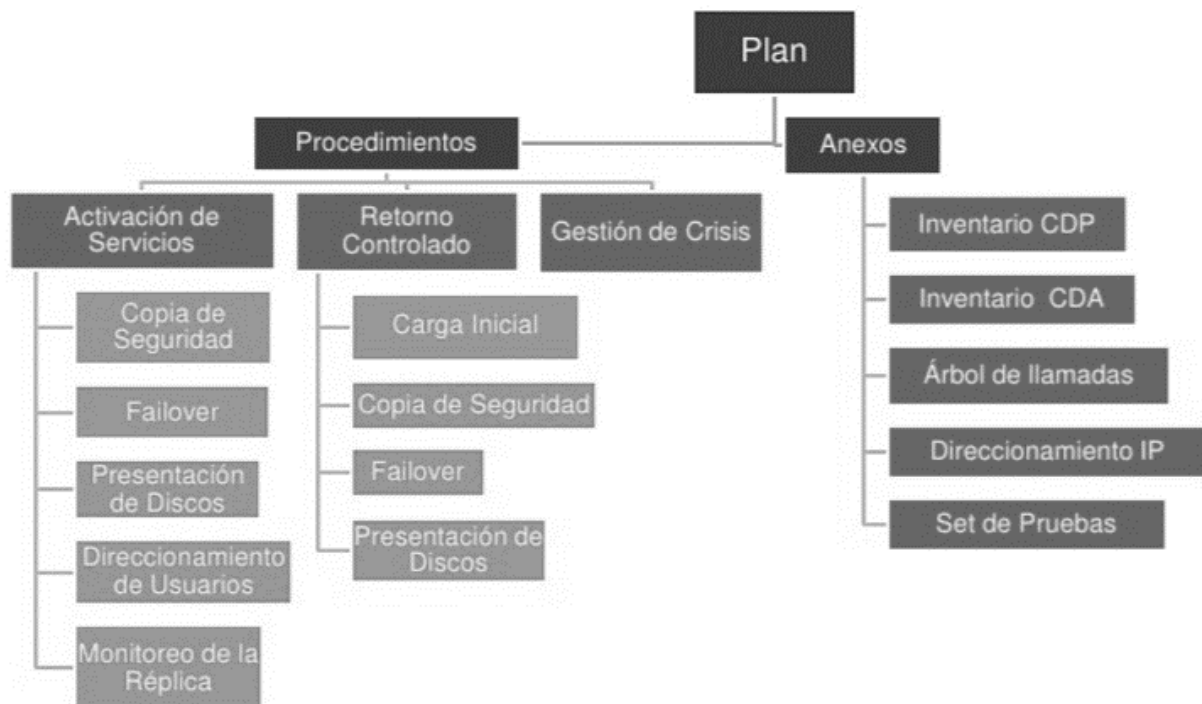 Plan
Procedimientos
Anexos
Activación de
Servicios
Retorno
Controlado
Gestión de Crisis
Copia de
Seguridad
Failover
Presentación
de Discos
Direccionamiento
de Usuarios
Monitoreo de la
Réplica
Carga Inicial
Copia de Seguridad
Failover
Presentación de
Discos
Inventario CDP
Inventario CDA
Árbol de llamadas
Direccionamiento IP
Set de Pruebas